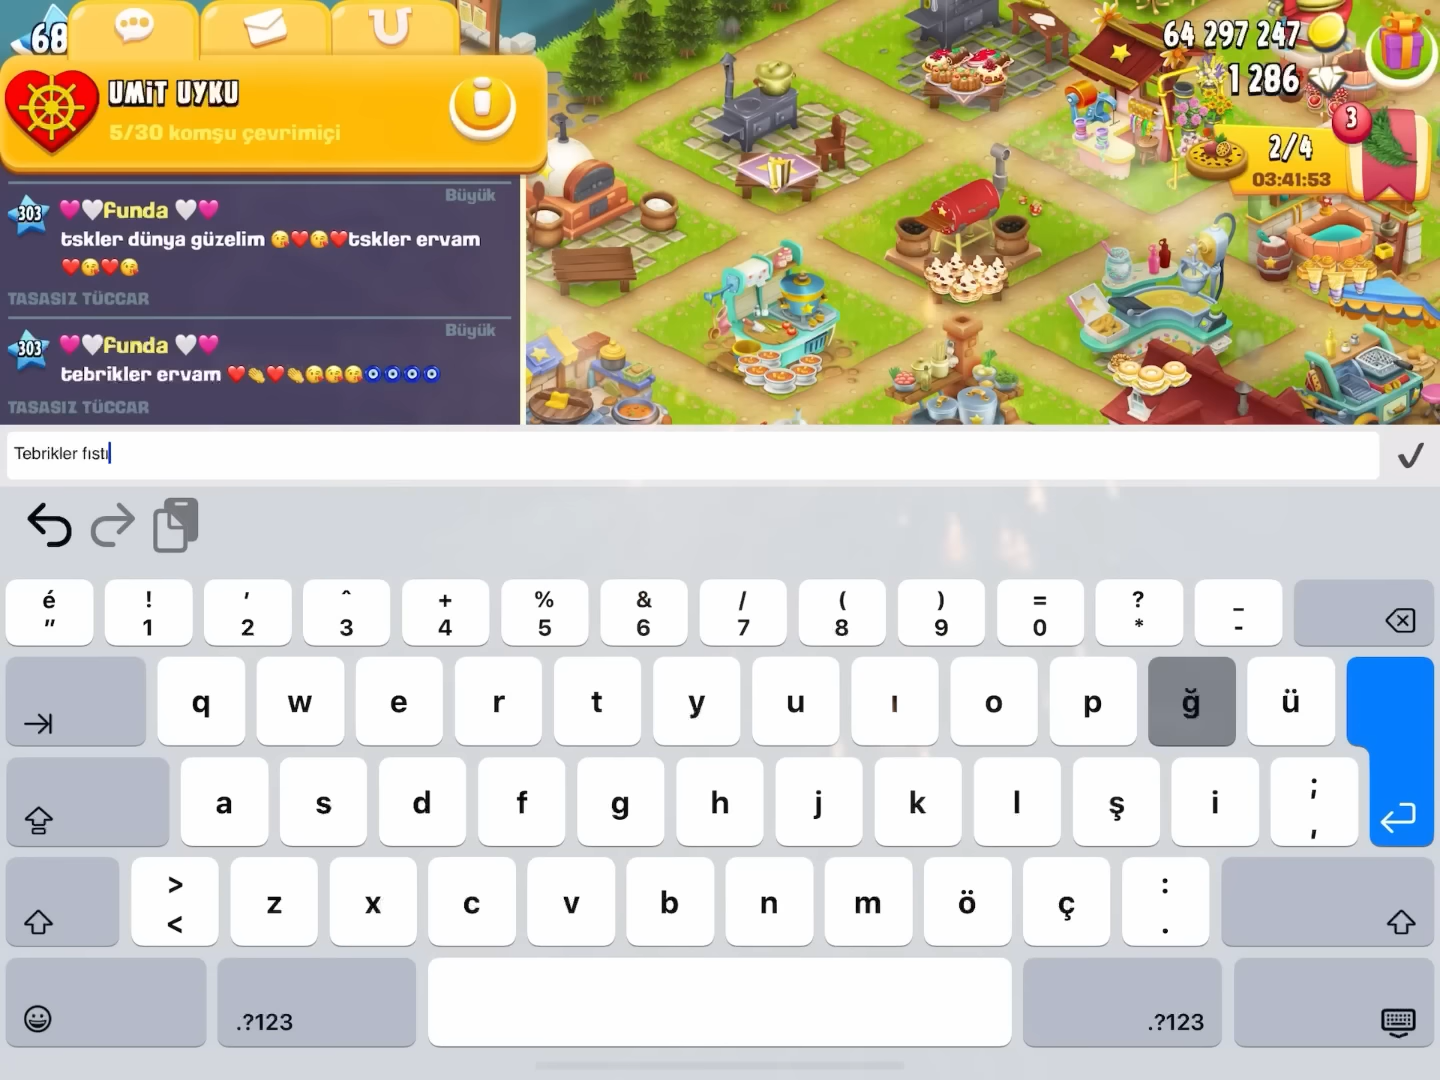 68
UMİT UYKU
5/30 komşu çevrimiçi
64 297 247
1 286
3
2/4
03:41:53
Büyük
303
🩷🤍Funda 🤍🩷
tskler dünya güzelim 😘❤️😘❤️tskler ervam
❤️😘❤️😘
TASASIZ TÜCCAR
Büyük
303
🩷🤍Funda 🤍🩷
tebrikler ervam ❤️👏❤️👏😘😘😘🧿🧿🧿🧿
TASASIZ TÜCCAR
Tebrikler fıstı
é ! ' ^ + % & / ( ) = ? _
" 1 2 3 4 5 6 7 8 9 0 * -
q w e r t y u ı o p ğ ü
a s d f g h j k l ş i ; ,
> < z x c v b n m ö ç : .
.?123 .?123